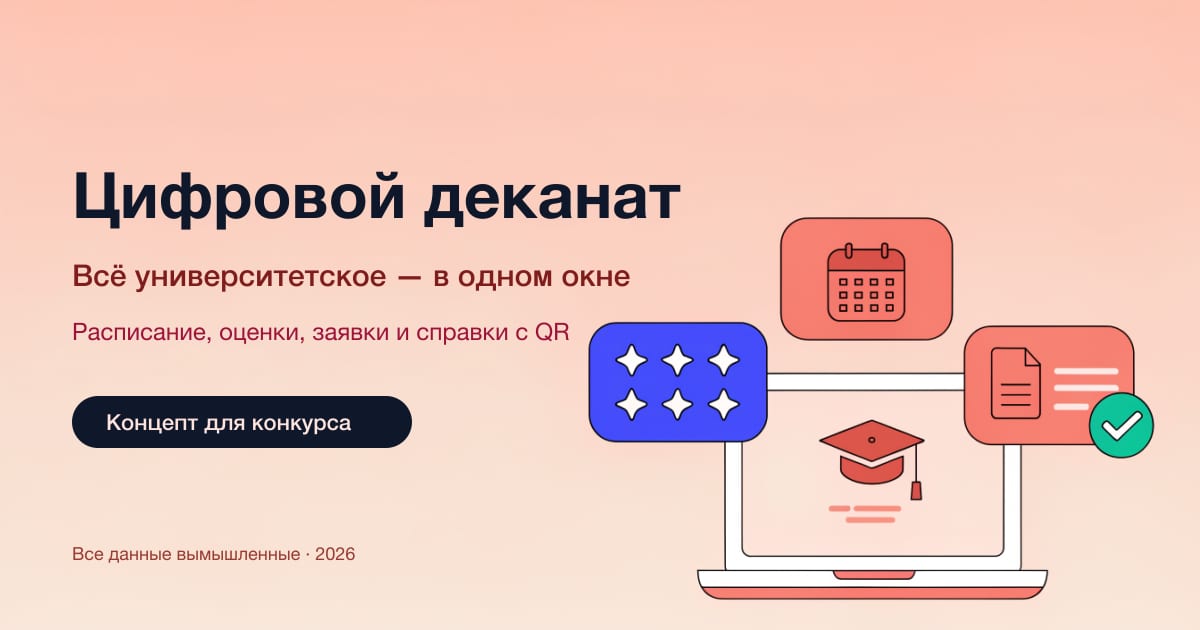 Цифровой деканат
Всё университетское — в одном окне
Расписание, оценки, заявки и справки с QR
Концепт для конкурса
Все данные вымышленные · 2026